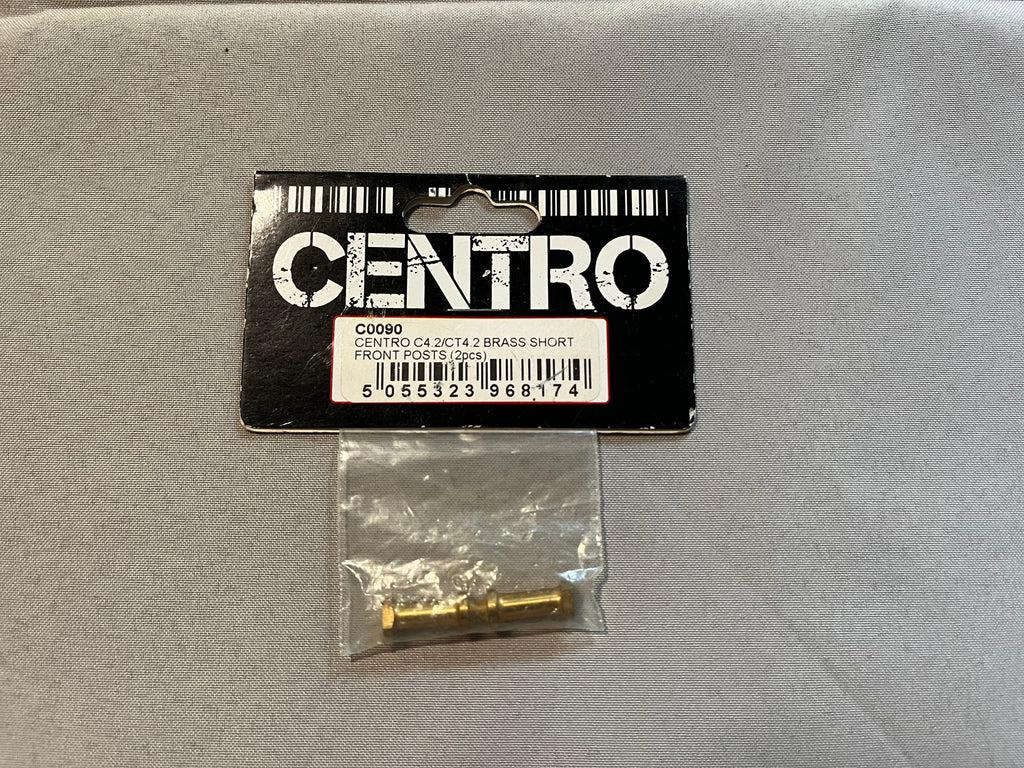 CENTRO
C0090
CENTRO C4.2/CT4.2 BRASS SHORT
FRONT POSTS (2pcs)
5 055323 968174